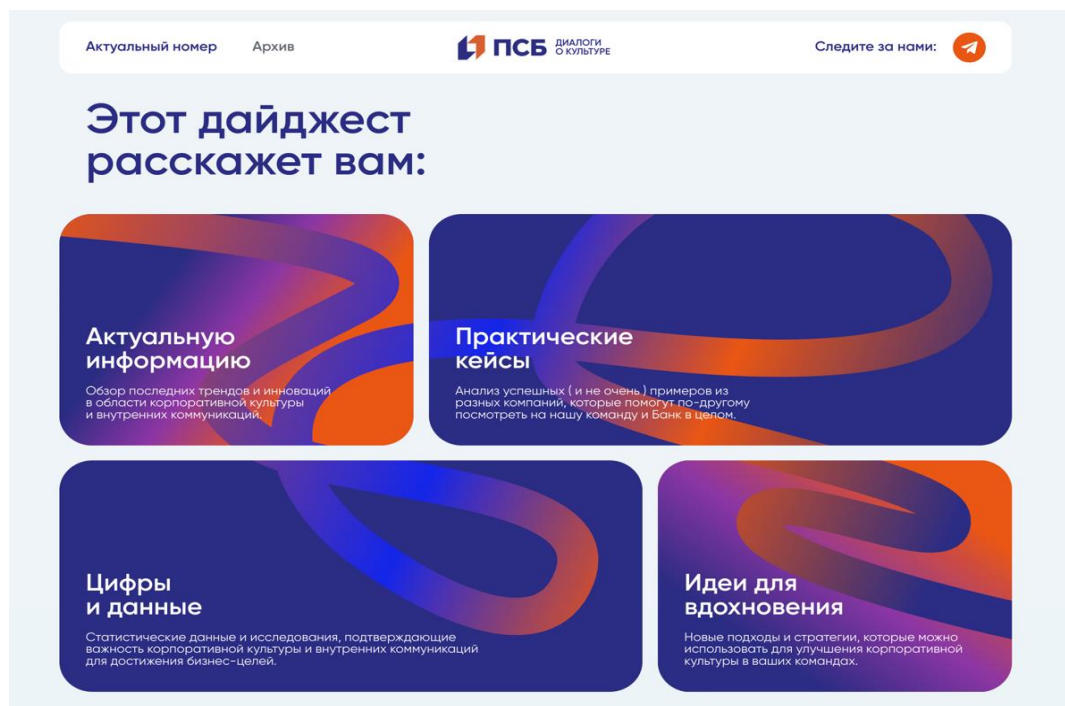 Актуальный номер
Архив
ПСБ
ДИАЛОГИ
О КУЛЬТУРЕ
Следите за нами:
Этот дайджест
расскажет вам:
Актуальную
информацию
Обзор последних трендов и инноваций
в области корпоративной культуры
и внутренних коммуникаций.
Практические
кейсы
Анализ успешных ( и не очень ) примеров из
разных компаний, которые помогут по-другому
посмотреть на нашу команду и Банк в целом.
Цифры
и данные
Статистические данные и исследования, подтверждающие
важность корпоративной культуры и внутренних коммуникаций
для достижения бизнес-целей.
Идеи для
вдохновения
Новые подходы и стратегии, которые можно
использовать для улучшения корпоративной
культуры в ваших командах.